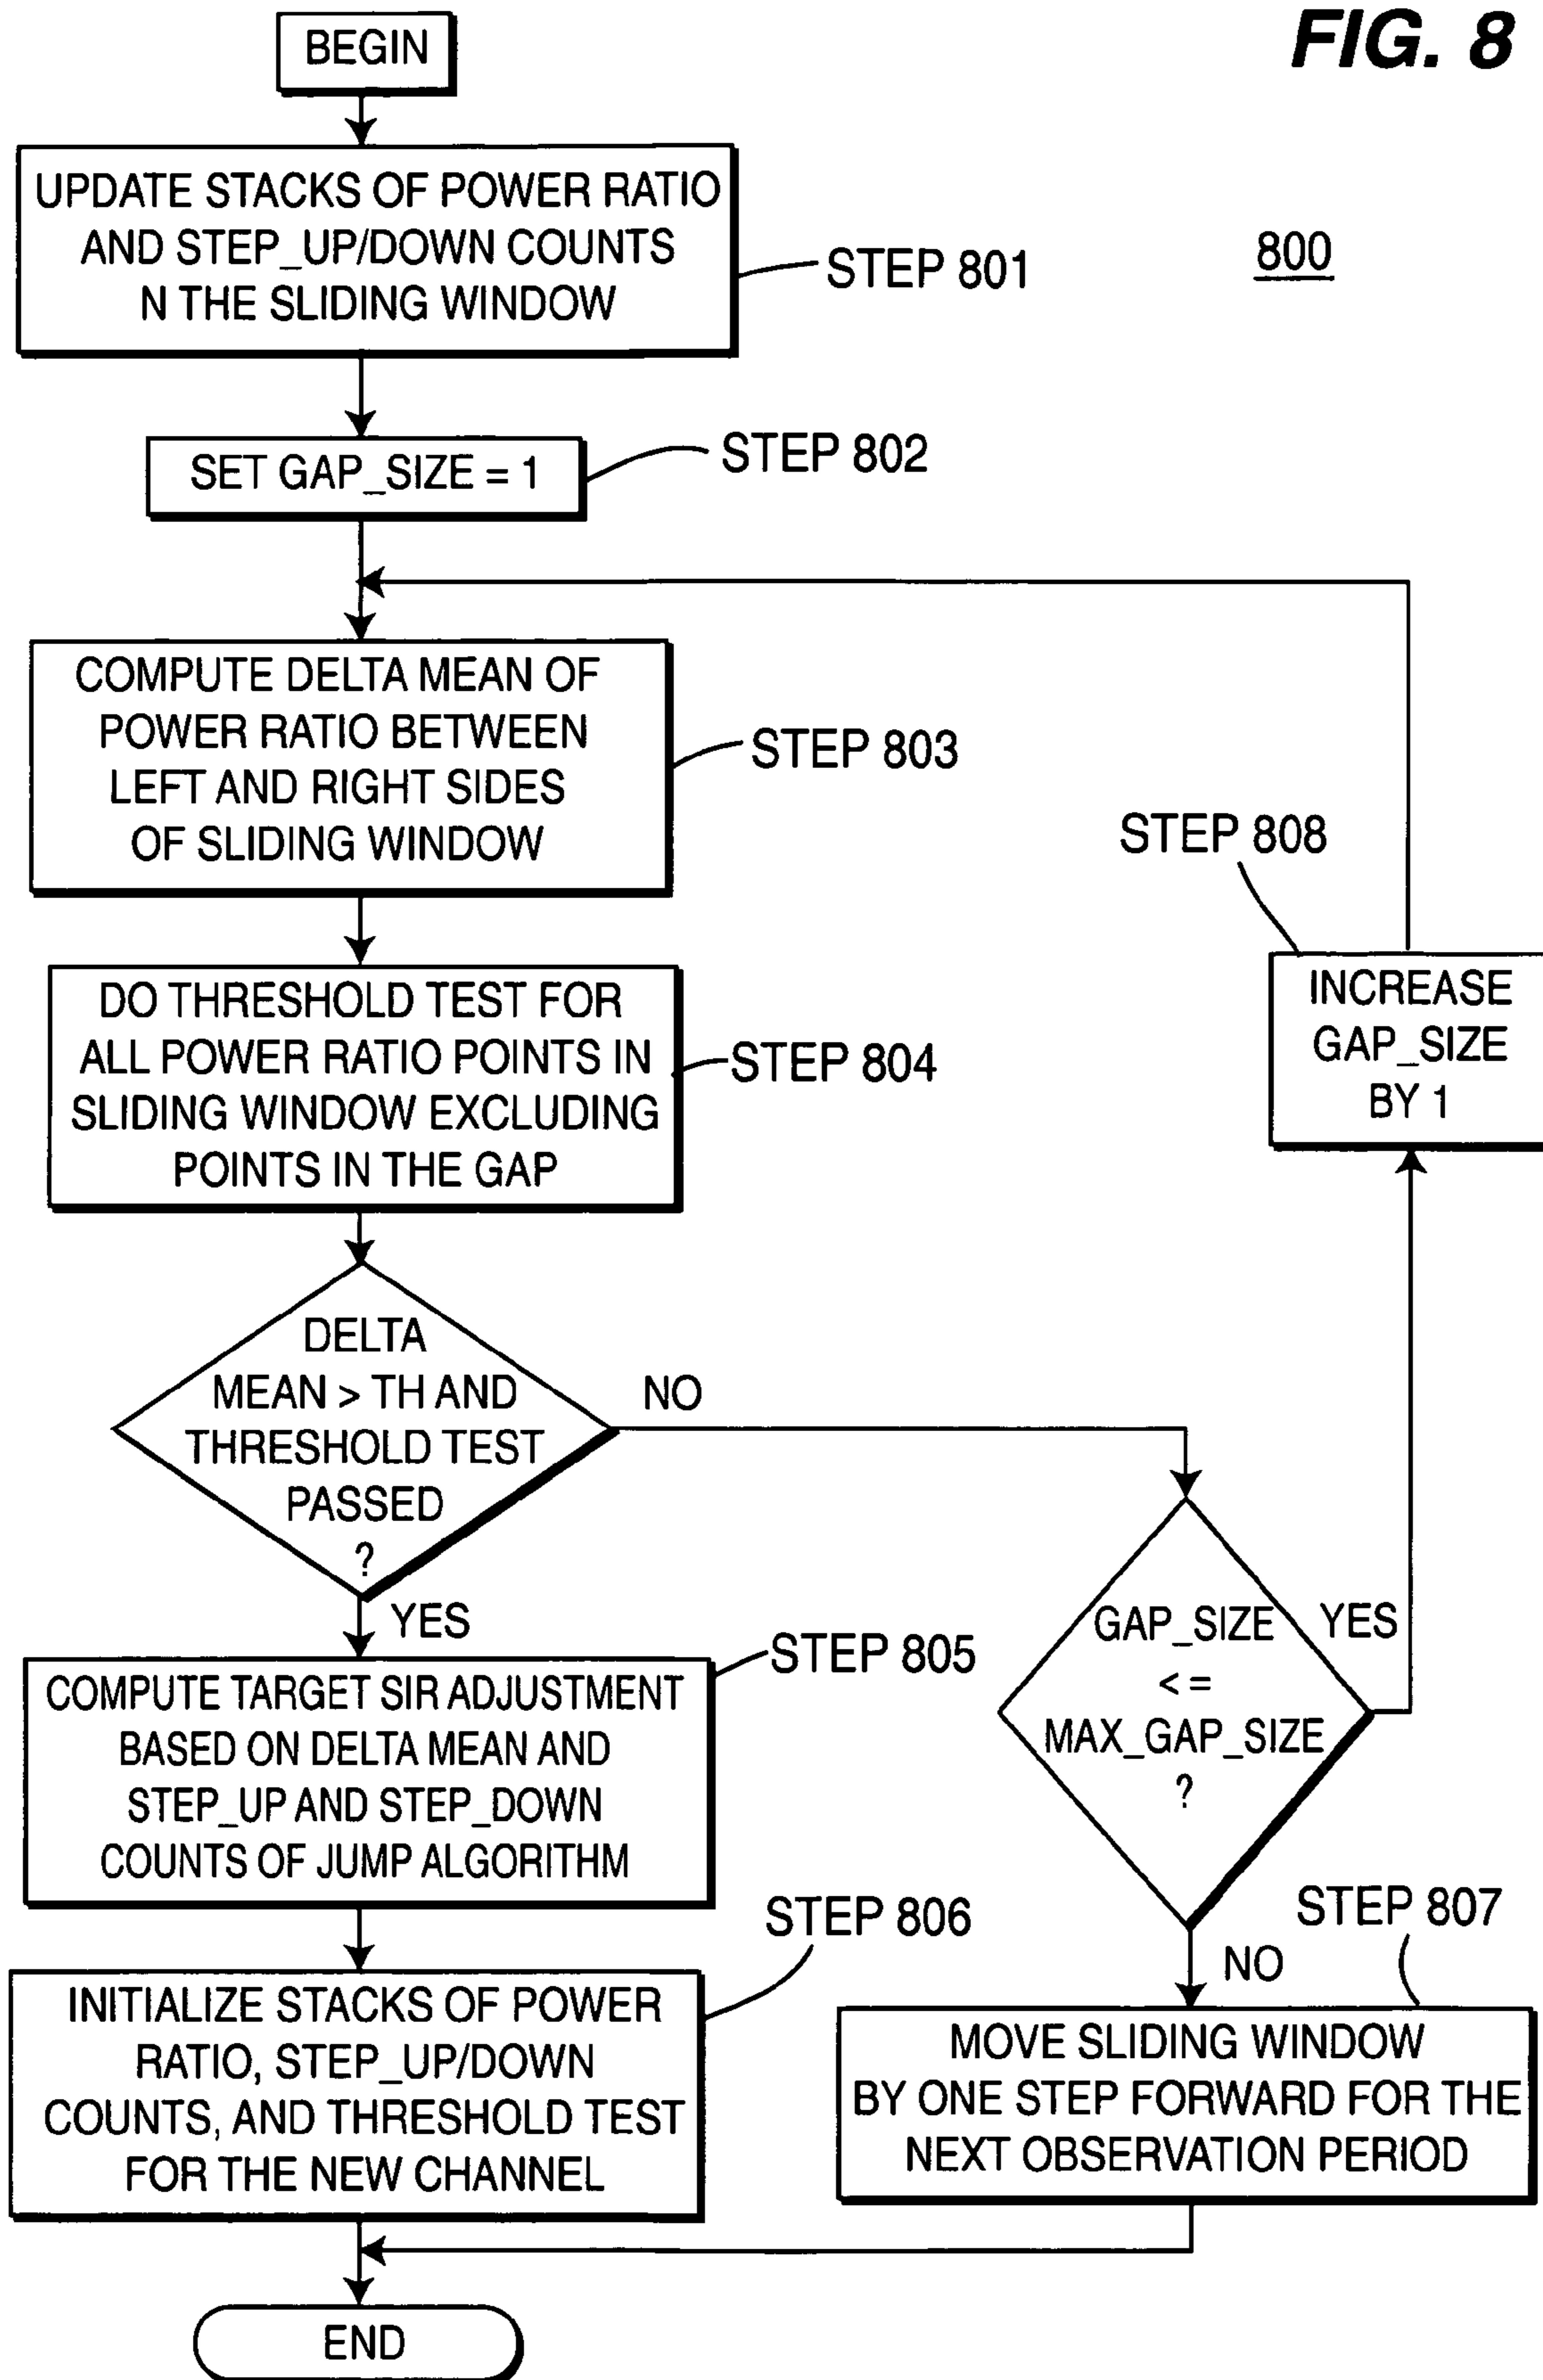 FIG. 8
800
BEGIN
UPDATE STACKS OF POWER RATIO
AND STEP_UP/DOWN COUNTS
N THE SLIDING WINDOW
STEP 801
SET GAP_SIZE = 1
STEP 802
COMPUTE DELTA MEAN OF
POWER RATIO BETWEEN
LEFT AND RIGHT SIDES
OF SLIDING WINDOW
STEP 803
DO THRESHOLD TEST FOR
ALL POWER RATIO POINTS IN
SLIDING WINDOW EXCLUDING
POINTS IN THE GAP
STEP 804
STEP 808
INCREASE
GAP_SIZE
BY 1
DELTA
MEAN > TH AND
THRESHOLD TEST
PASSED
?
NO
YES
GAP_SIZE
< =
MAX_GAP_SIZE
?
YES
NO
COMPUTE TARGET SIR ADJUSTMENT
BASED ON DELTA MEAN AND
STEP_UP AND STEP_DOWN
COUNTS OF JUMP ALGORITHM
STEP 805
INITIALIZE STACKS OF POWER
RATIO, STEP_UP/DOWN
COUNTS, AND THRESHOLD TEST
FOR THE NEW CHANNEL
STEP 806
STEP 807
MOVE SLIDING WINDOW
BY ONE STEP FORWARD FOR THE
NEXT OBSERVATION PERIOD
END